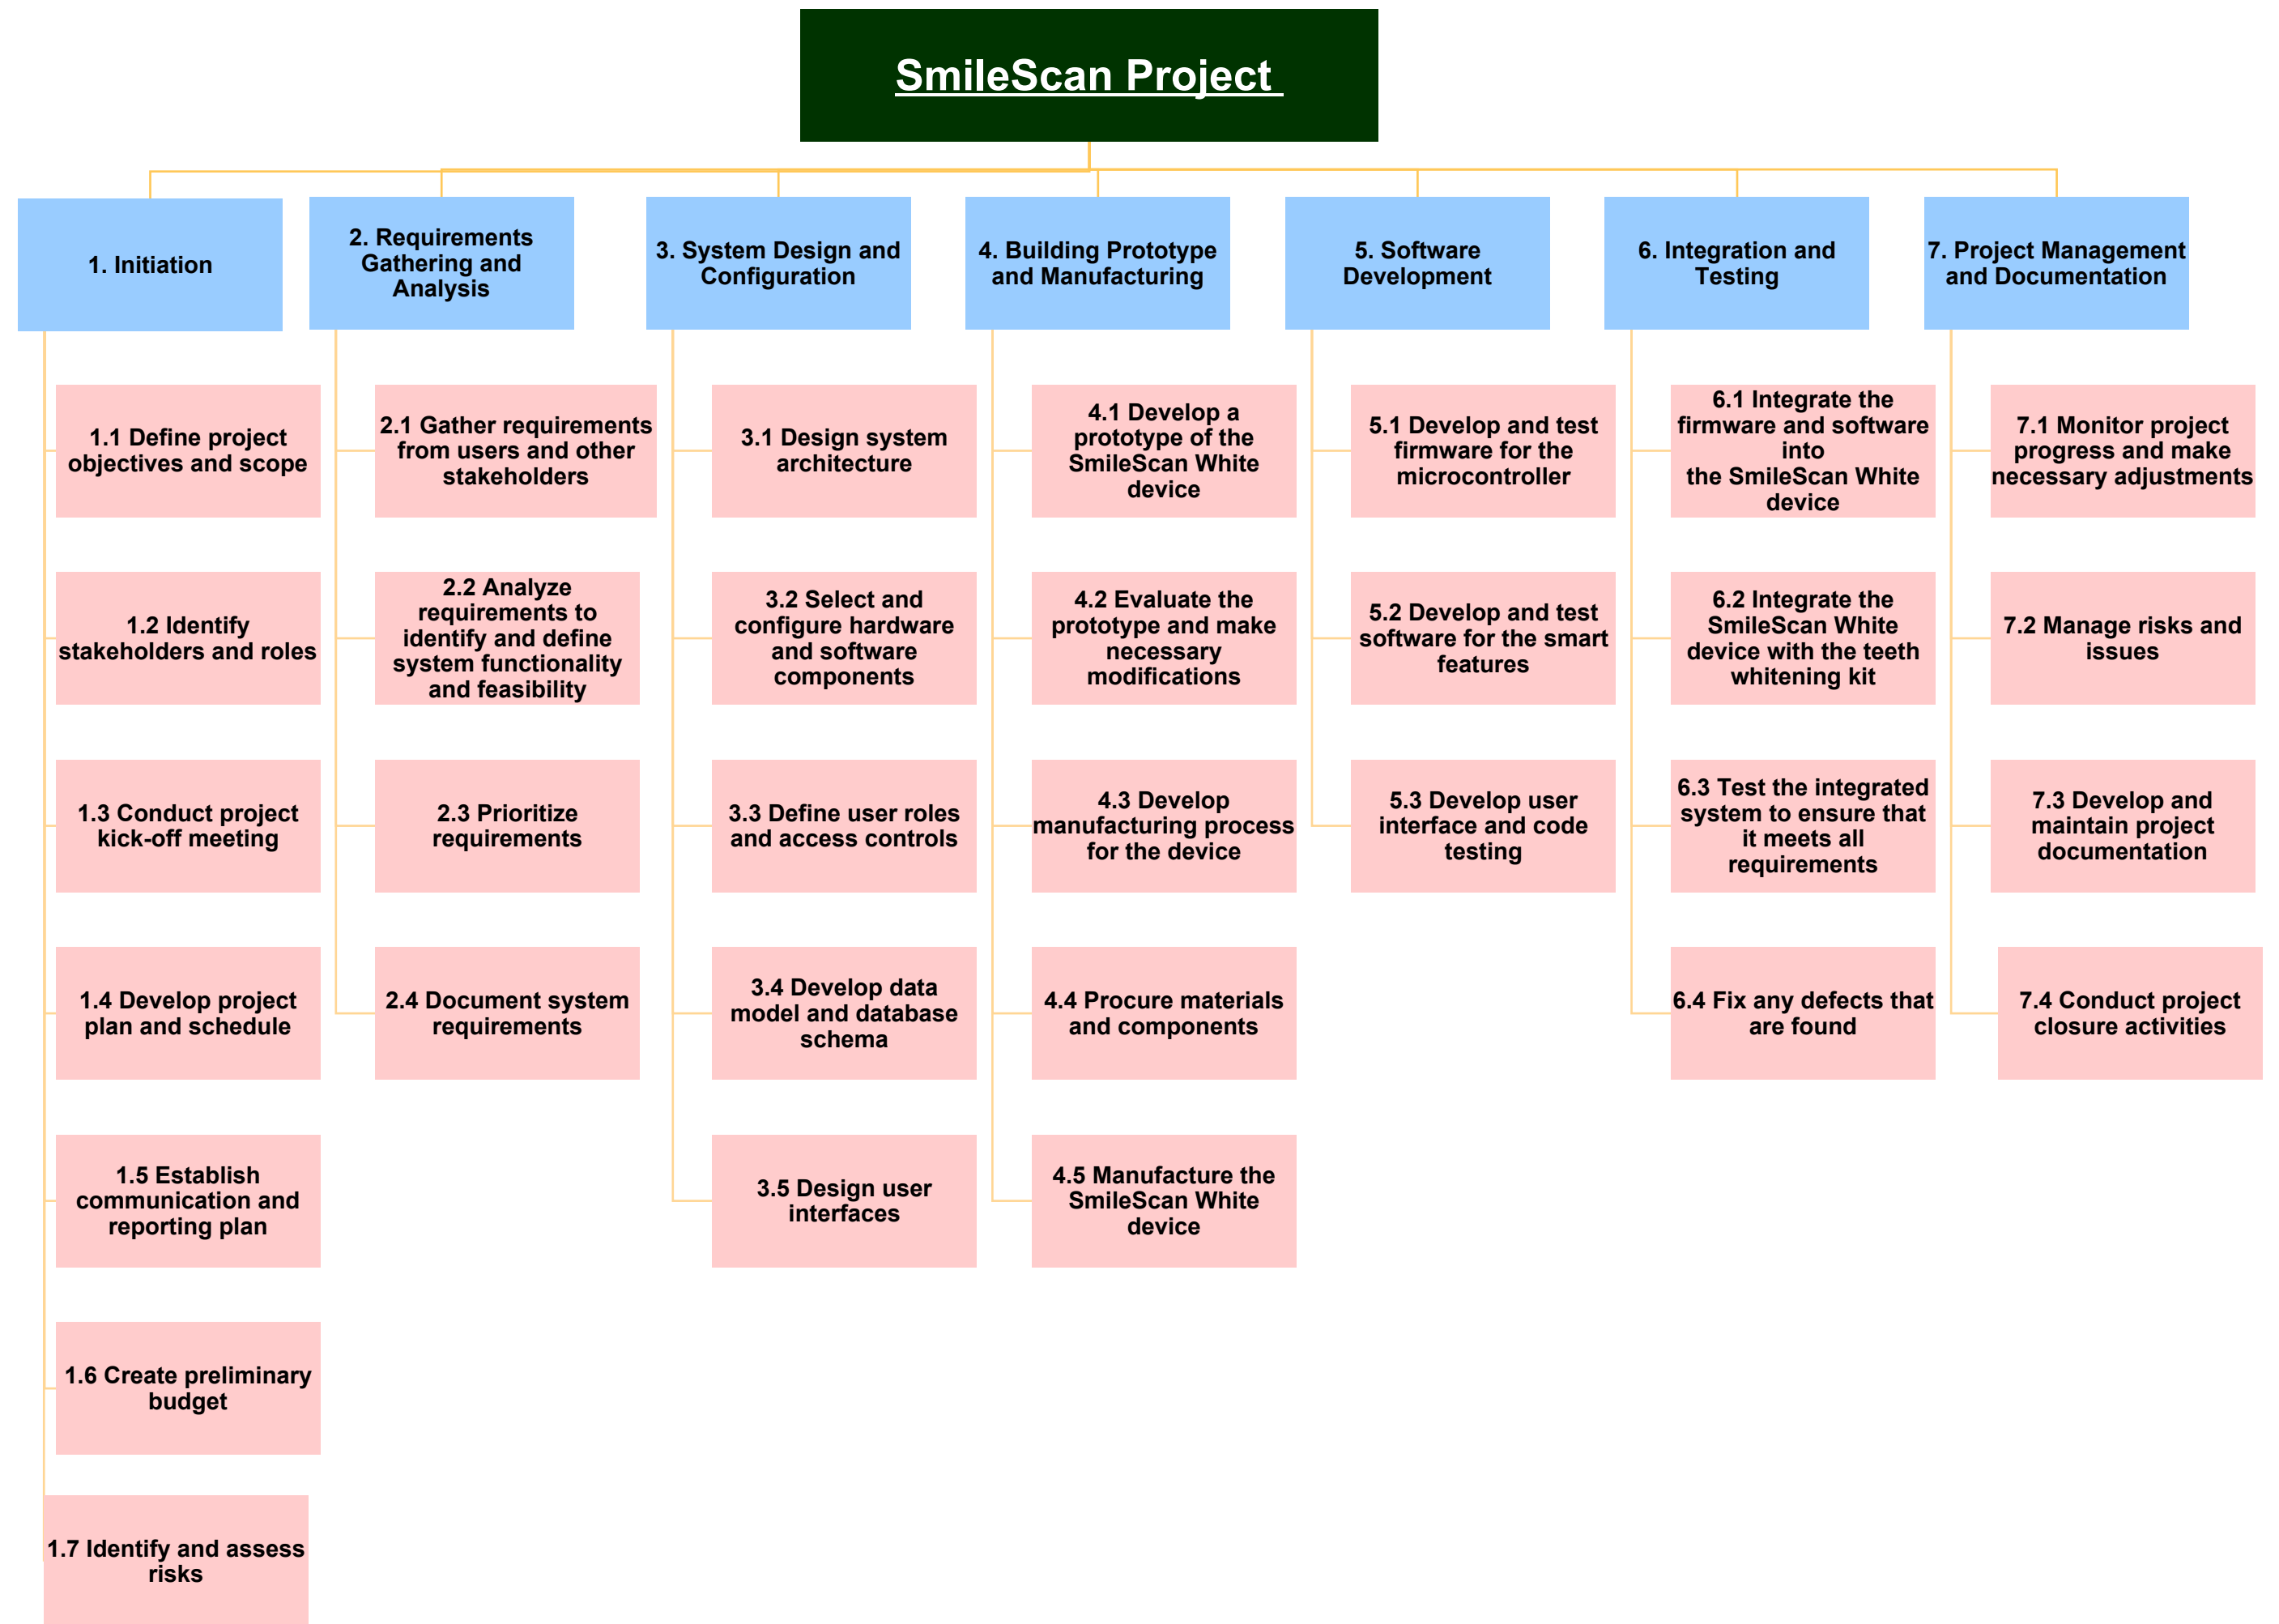 SmileScan Project
1. Initiation
2. Requirements
Gathering and
Analysis
3. System Design and
Configuration
4. Building Prototype
and Manufacturing
5. Software
Development
6. Integration and
Testing
7. Project Management
and Documentation
1.1 Define project
objectives and scope
1.2 Identify
stakeholders and roles
1.3 Conduct project
kick-off meeting
1.4 Develop project
plan and schedule
1.5 Establish
communication and
reporting plan
1.6 Create preliminary
budget
1.7 Identify and assess
risks
2.1 Gather requirements
from users and other
stakeholders
2.2 Analyze
requirements to
identify and define
system functionality
and feasibility
2.3 Prioritize
requirements
2.4 Document system
requirements
3.1 Design system
architecture
3.2 Select and
configure hardware
and software
components
3.3 Define user roles
and access controls
3.4 Develop data
model and database
schema
3.5 Design user
interfaces
4.1 Develop a
prototype of the
SmileScan White
device
4.2 Evaluate the
prototype and make
necessary
modifications
4.3 Develop
manufacturing process
for the device
4.4 Procure materials
and components
4.5 Manufacture the
SmileScan White
device
5.1 Develop and test
firmware for the
microcontroller
5.2 Develop and test
software for the smart
features
5.3 Develop user
interface and code
testing
6.1 Integrate the
firmware and software
into
the SmileScan White
device
6.2 Integrate the
SmileScan White
device with the teeth
whitening kit
6.3 Test the integrated
system to ensure that
it meets all
requirements
6.4 Fix any defects that
are found
7.1 Monitor project
progress and make
necessary adjustments
7.2 Manage risks and
issues
7.3 Develop and
maintain project
documentation
7.4 Conduct project
closure activities